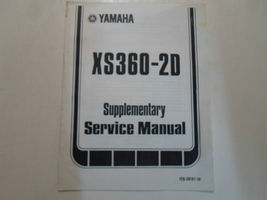 YAMAHA
XS360-2D
Supplementary
Service Manual